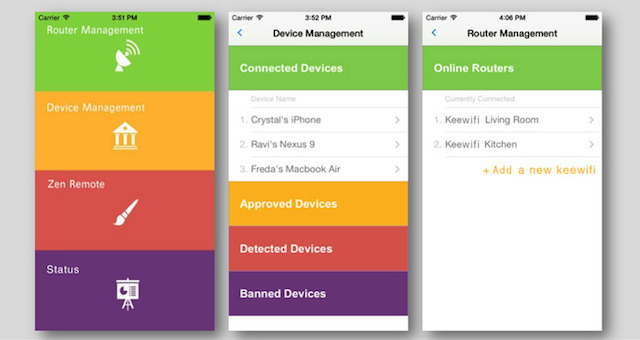 Carrier 3:51 PM
Router Management
Device Management
Zen Remote
Status
Carrier 3:52 PM
Device Management
Connected Devices
Device Name
1. Crystal's iPhone
2. Ravi's Nexus 9
3. Freda's Macbook Air
Approved Devices
Detected Devices
Banned Devices
Carrier 4:06 PM
Router Management
Online Routers
Currently Connected
1. Keewifi Living Room
2. Keewifi Kitchen
+ Add a new keewifi